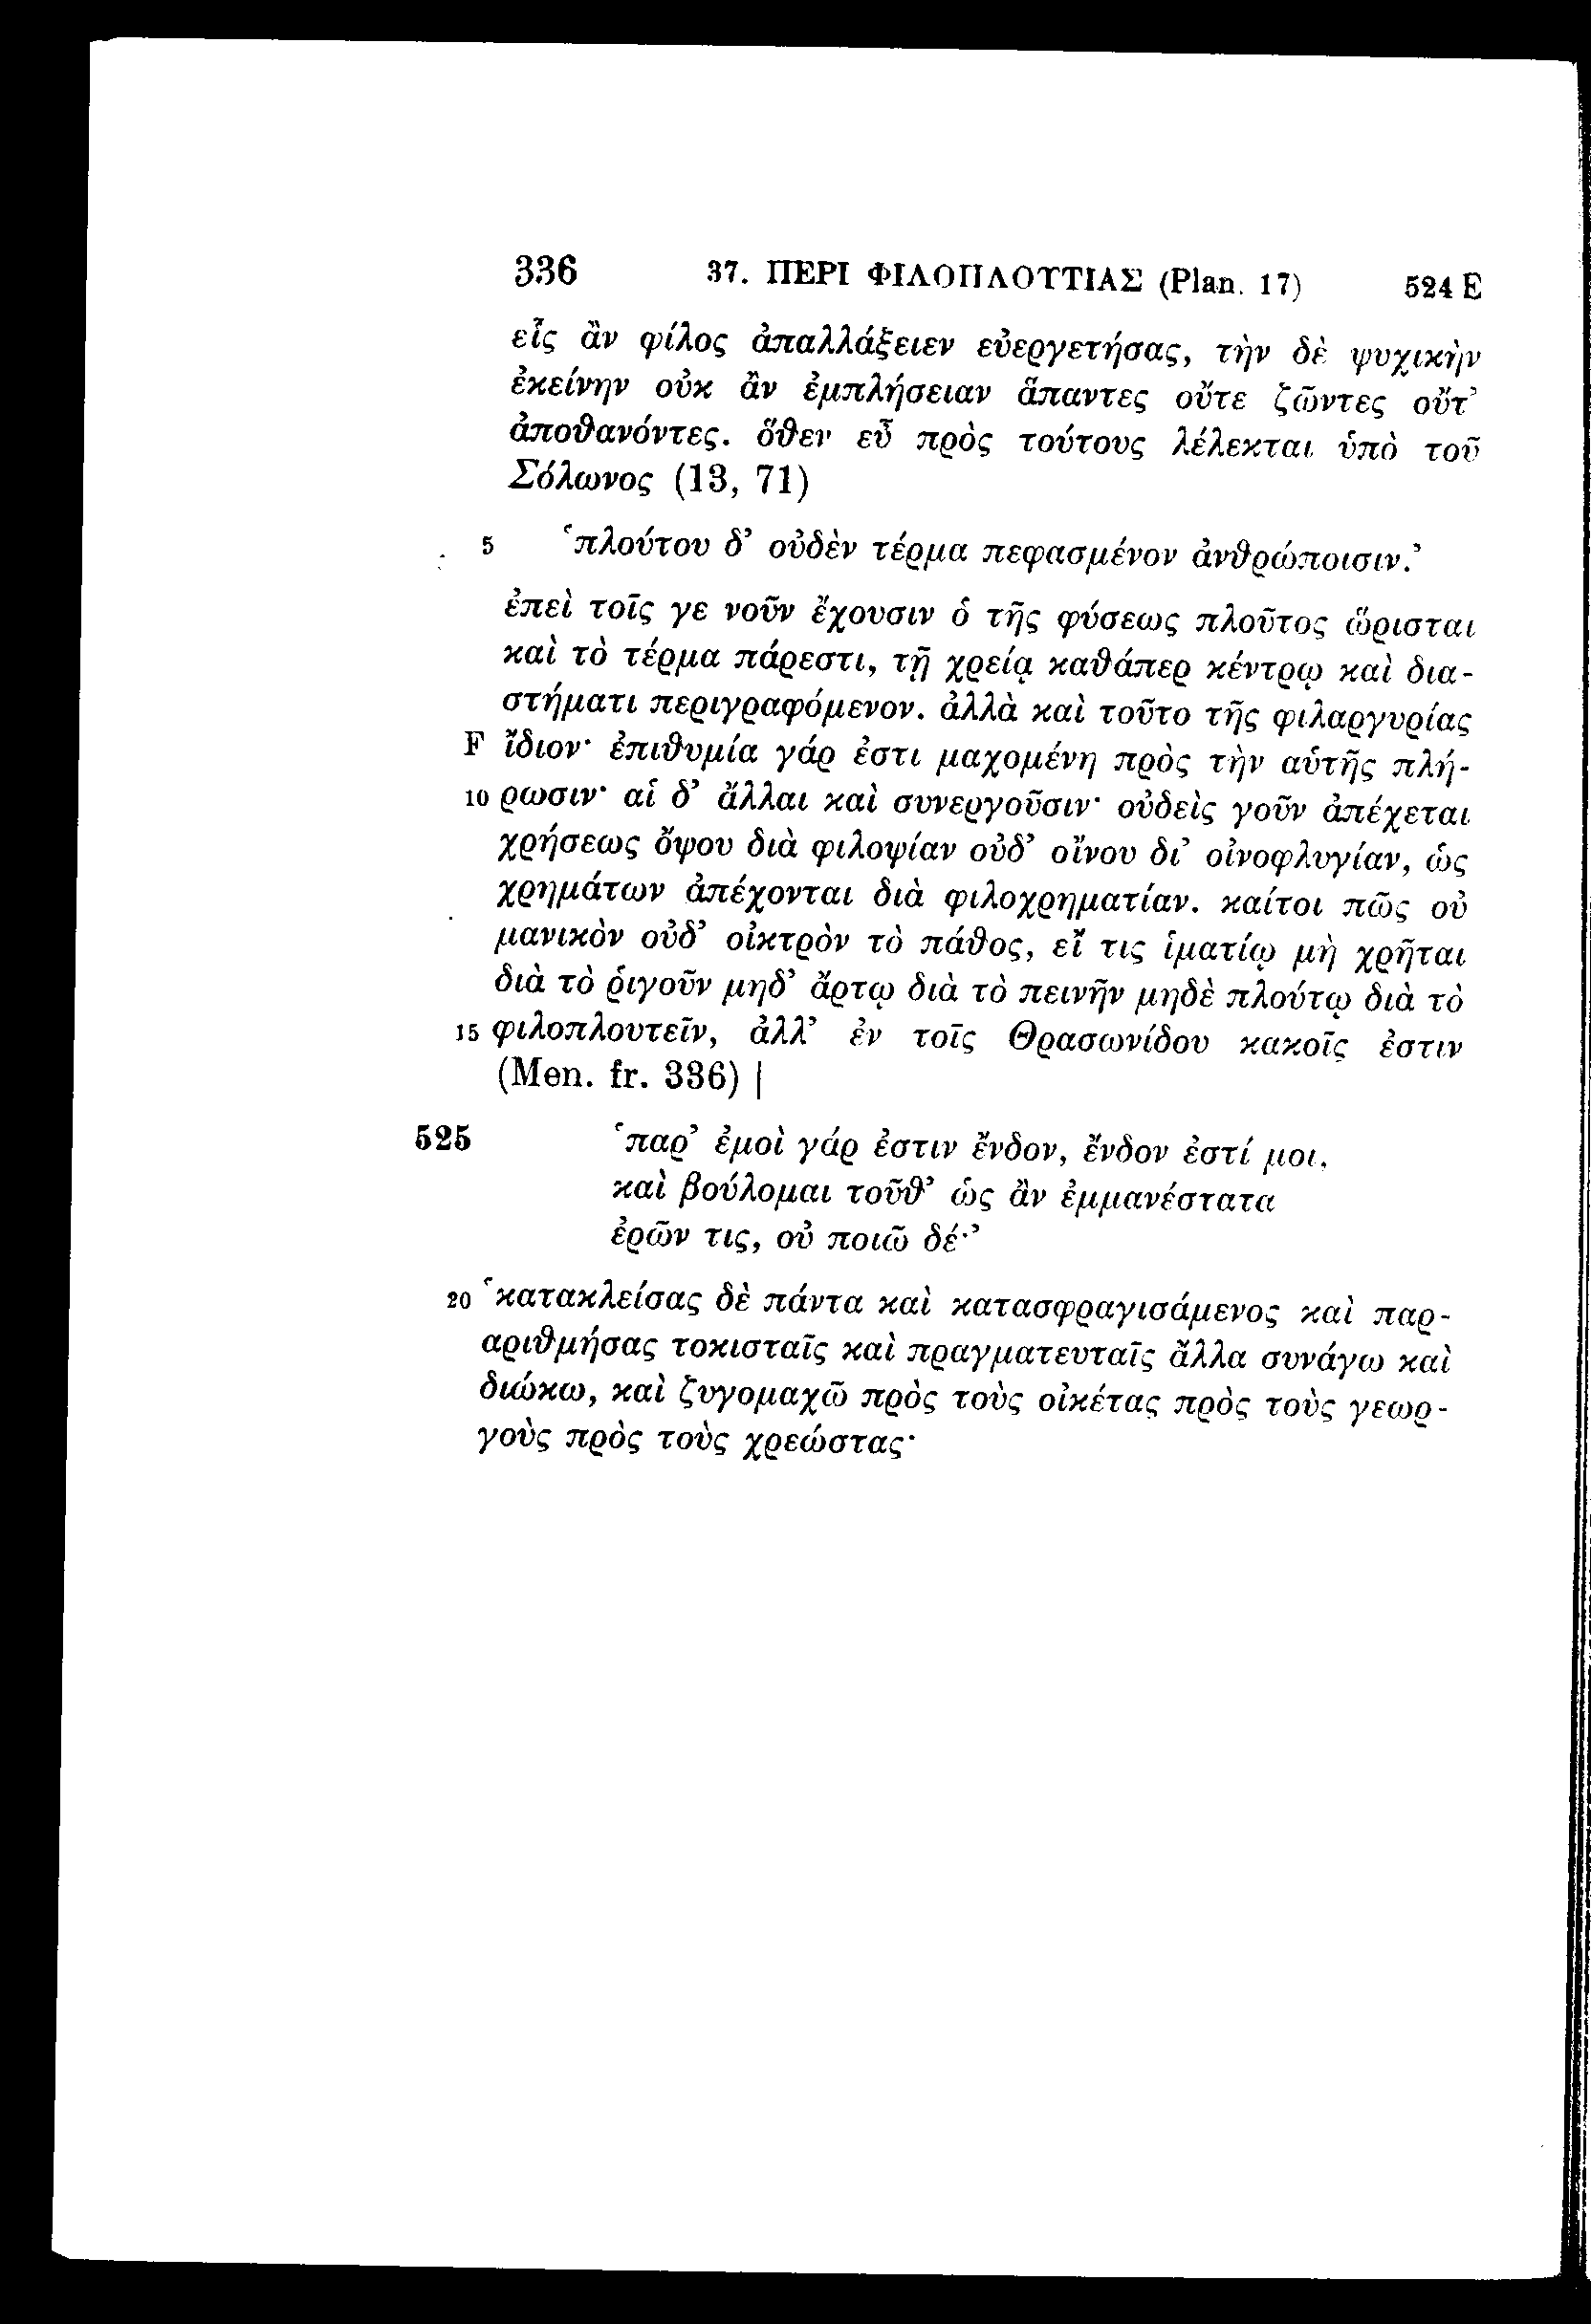 336 37. ΠΕΡΙ ΦΙΛΟΠΛΟΥΤΙΑΣ (Plan. 17) 524 E
εἷς ἂν φίλος ἀπαλλάξειεν εὐεργετήσας, τὴν δὲ ψυχικὴν
ἐκείνην οὐκ ἂν ἐμπλήσειαν ἅπαντες οὔτε ζῶντες οὔτ’
ἀποθανόντες. ὅθεν εὖ πρὸς τούτους λέλεκται ὑπὸ τοῦ
Σόλωνος (13, 71)
5 ‘πλούτου δ’ οὐδὲν τέρμα πεφασμένον ἀνθρώποισιν.’
ἐπεὶ τοῖς γε νοῦν ἔχουσιν ὁ τῆς φύσεως πλοῦτος ὥρισται
καὶ τὸ τέρμα πάρεστι, τῇ χρείᾳ καθάπερ κέντρῳ καὶ δια-
στήματι περιγραφόμενον. ἀλλὰ καὶ τοῦτο τῆς φιλαργυρίας
F ἴδιον· ἐπιθυμία γάρ ἐστι μαχομένη πρὸς τὴν αὑτῆς πλή-
10 ρωσιν· αἱ δ’ ἄλλαι καὶ συνεργοῦσιν· οὐδεὶς γοῦν ἀπέχεται
χρήσεως ὄψου διὰ φιλοψίαν οὐδ’ οἴνου δι’ οἰνοφλυγίαν, ὡς
χρημάτων ἀπέχονται διὰ φιλοχρηματίαν. καίτοι πῶς οὐ
μανικὸν οὐδ’ οἰκτρὸν τὸ πάθος, εἴ τις ἱματίῳ μὴ χρῆται
διὰ τὸ ῥιγοῦν μηδ’ ἄρτῳ διὰ τὸ πεινῆν μηδὲ πλούτῳ διὰ τὸ
15 φιλοπλουτεῖν, ἀλλ’ ἐν τοῖς Θρασωνίδου κακοῖς ἐστιν
(Men. fr. 336) |
525 ‘παρ’ ἐμοὶ γάρ ἐστιν ἔνδον, ἔνδον ἐστί μοι,
καὶ βούλομαι τοῦθ’ ὡς ἂν ἐμμανέστατα
ἐρῶν τις, οὐ ποιῶ δέ·’
20 ‘κατακλείσας δὲ πάντα καὶ κατασφραγισάμενος καὶ παρ-
αριθμήσας τοκισταῖς καὶ πραγματευταῖς ἄλλα συνάγω καὶ
διώκω, καὶ ζυγομαχῶ πρὸς τοὺς οἰκέτας πρὸς τοὺς γεωρ-
γοὺς πρὸς τοὺς χρεώστας·